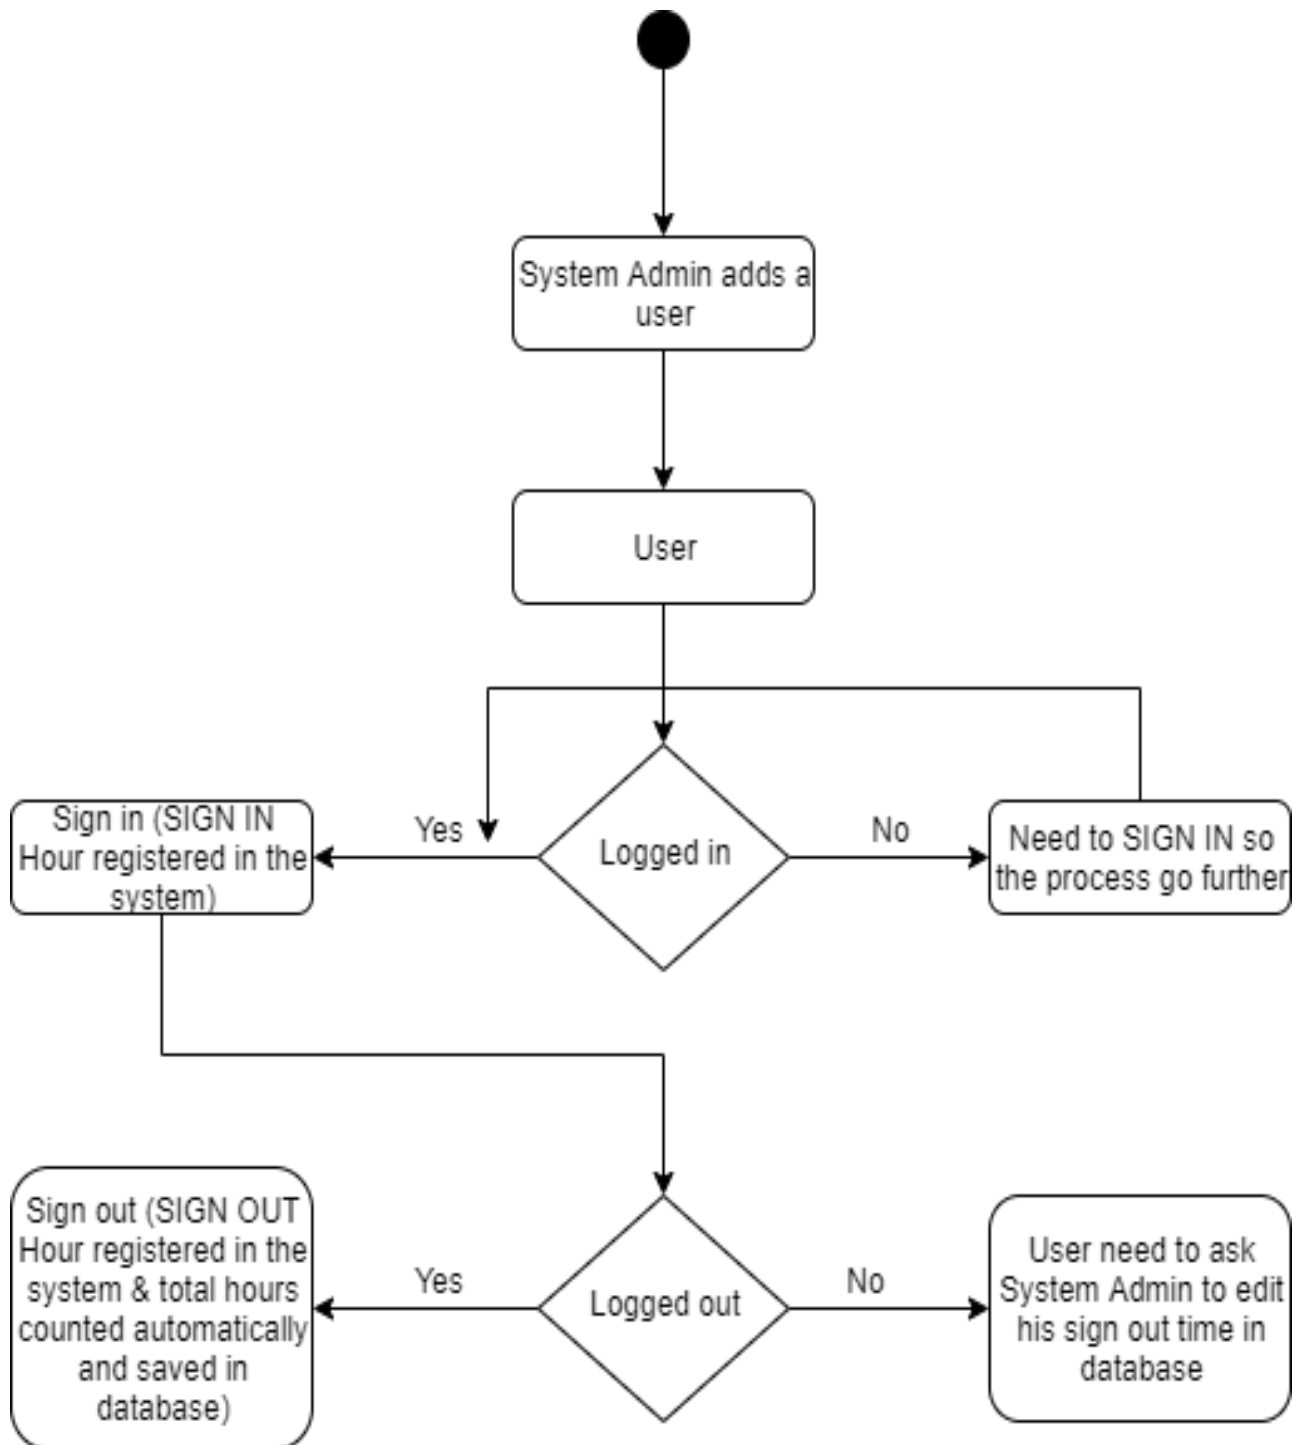 System Admin adds a
user
User
Sign in (SIGN IN
Hour registered in the
system)
Yes
Logged in
No
Need to SIGN IN so
the process go further
Sign out (SIGN OUT
Hour registered in the
system & total hours
counted automatically
and saved in
database)
Yes
Logged out
No
User need to ask
System Admin to edit
his sign out time in
database